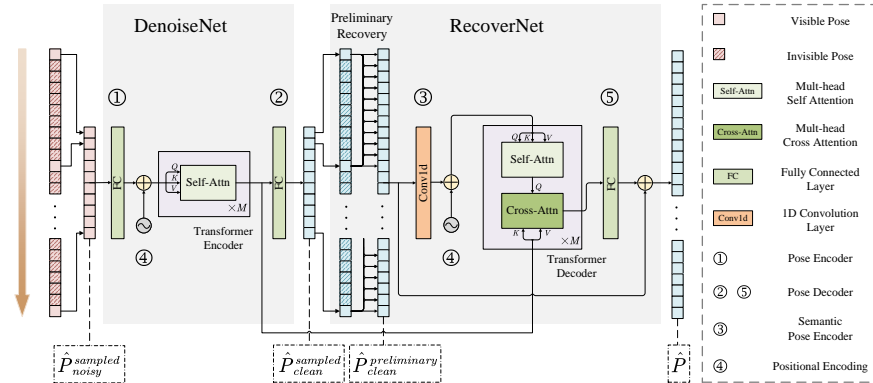 DenoiseNet
Preliminary
Recovery
RecoverNet
①
②
③
⑤
FC
Q
K
V
Self-Attn
×M
Transformer
Encoder
④
FC
Conv1d
④
Q
K
V
Self-Attn
Q
Cross-Attn
K
V
×M
Transformer
Decoder
FC
P̂ sampled noisy
P̂ sampled clean
P̂ preliminary clean
P̂
Visible Pose
Invisible Pose
Self-Attn
Mult-head
Self Attention
Cross-Attn
Mult-head
Cross Attention
FC
Fully Connected
Layer
Conv1d
1D Convolution
Layer
① Pose Encoder
② ⑤ Pose Decoder
③ Semantic
Pose Encoder
④ Positional Encoding